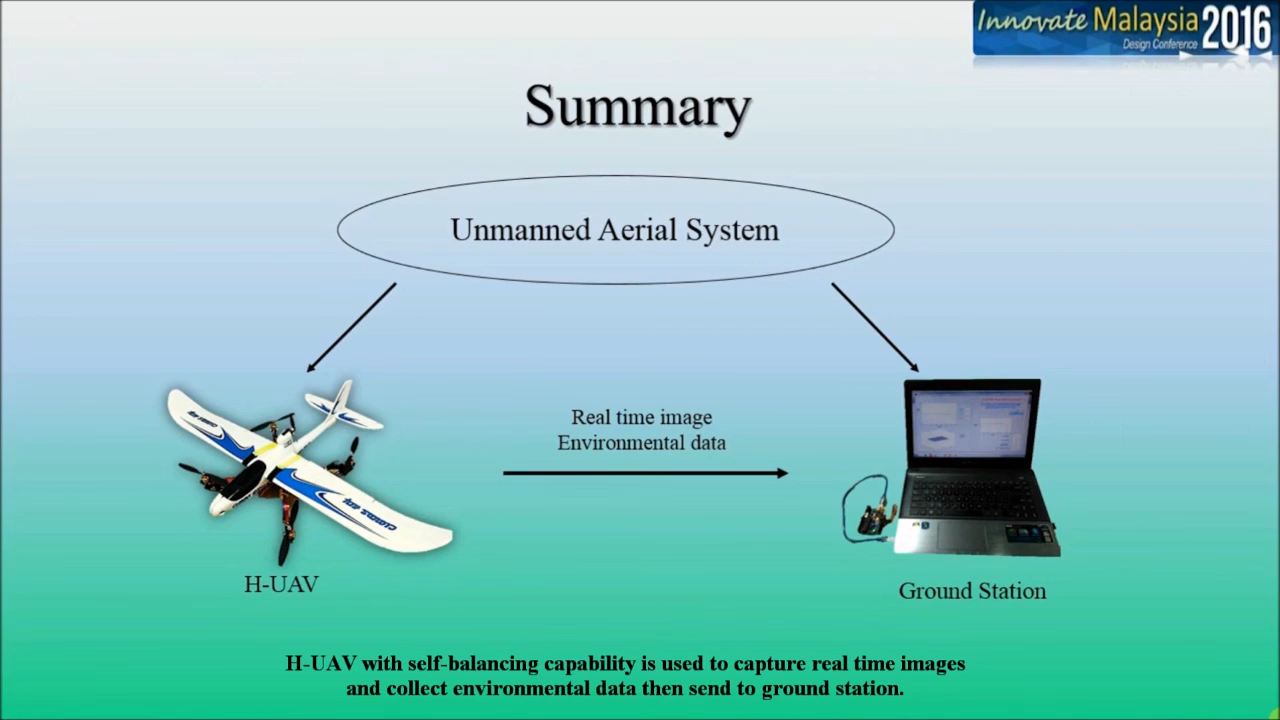 Innovate Malaysia 2016
Design Conference
Summary
Unmanned Aerial System
Real time image
Environmental data
H-UAV
Ground Station
H-UAV with self-balancing capability is used to capture real time images
and collect environmental data then send to ground station.